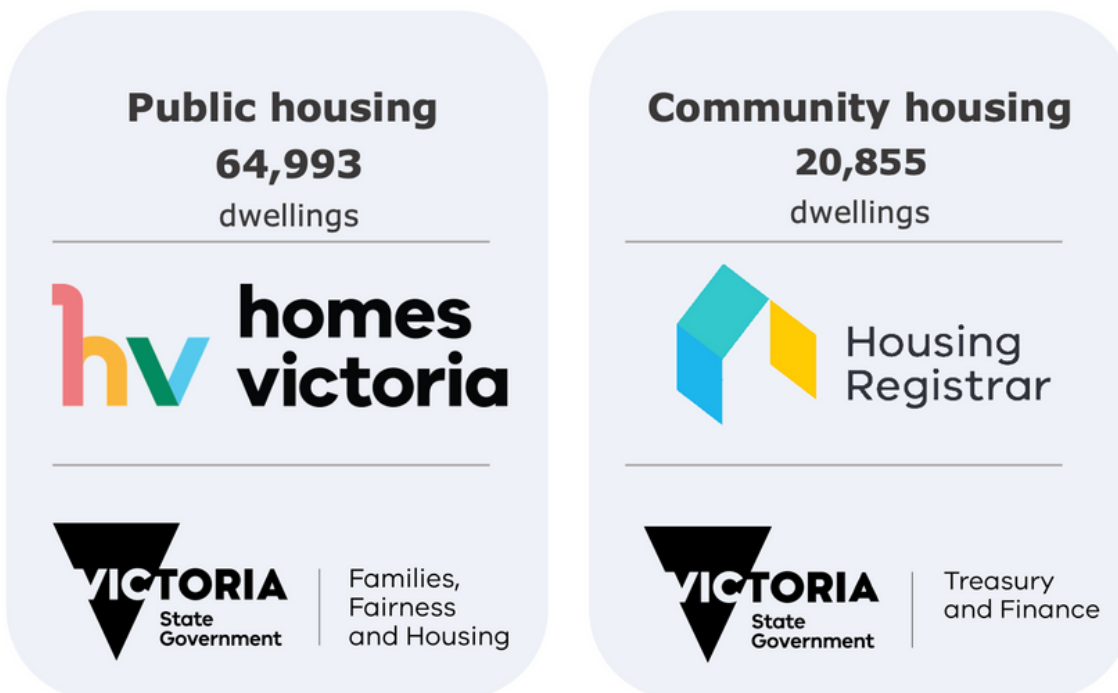 Public housing
64,993
dwellings
hv homes
victoria
VICTORIA
State
Government
Families,
Fairness
and Housing
Community housing
20,855
dwellings
Housing
Registrar
VICTORIA
State
Government
Treasury
and Finance